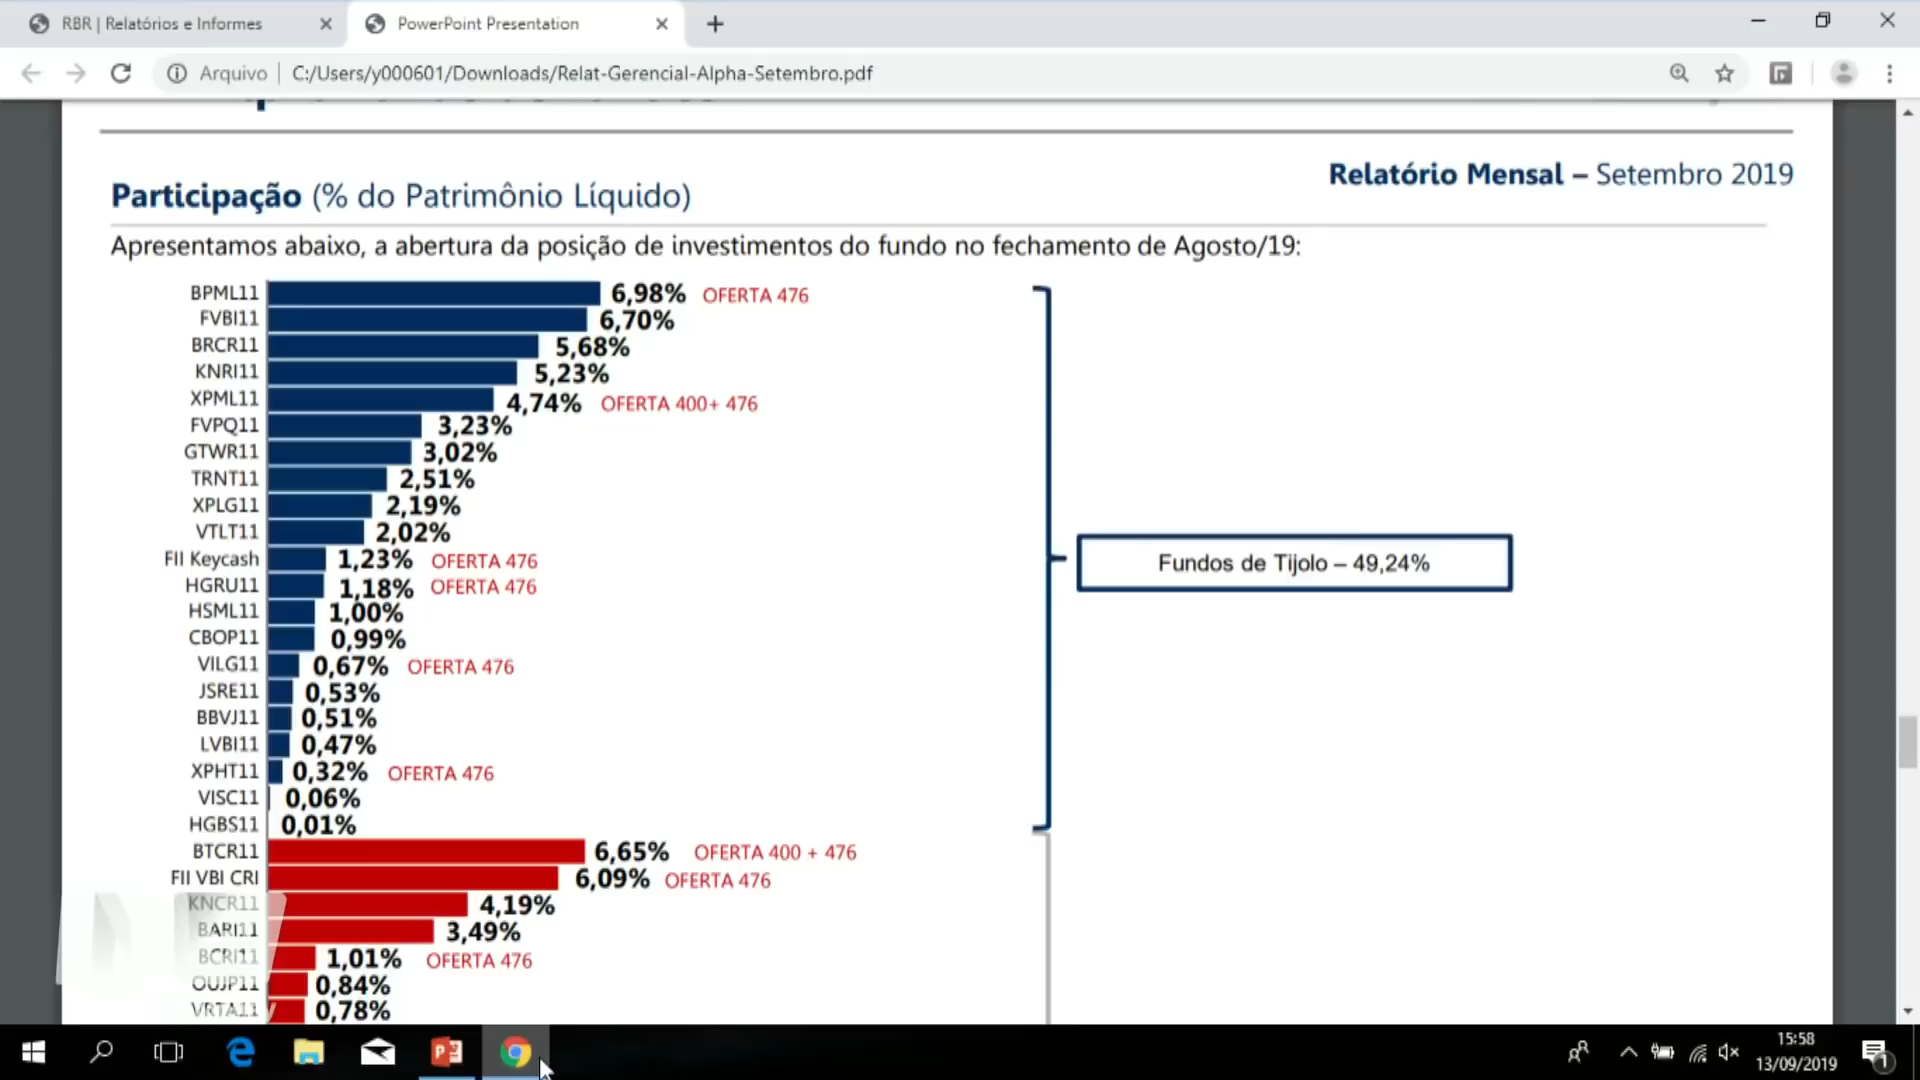 RBR | Relatórios e Informes
PowerPoint Presentation
Arquivo
C:/Users/y000601/Downloads/Relat-Gerencial-Alpha-Setembro.pdf
Relatório Mensal – Setembro 2019
Participação (% do Patrimônio Líquido)
Apresentamos abaixo, a abertura da posição de investimentos do fundo no fechamento de Agosto/19:
BPML11 6,98% OFERTA 476
FVBI11 6,70%
BRCR11 5,68%
KNRI11 5,23%
XPML11 4,74% OFERTA 400+ 476
FVPQ11 3,23%
GTWR11 3,02%
TRNT11 2,51%
XPLG11 2,19%
VTLT11 2,02%
FII Keycash 1,23% OFERTA 476
Fundos de Tijolo – 49,24%
HGRU11 1,18% OFERTA 476
HSML11 1,00%
CBOP11 0,99%
VILG11 0,67% OFERTA 476
JSRE11 0,53%
BBVJ11 0,51%
LVBI11 0,47%
XPHT11 0,32% OFERTA 476
VISC11 0,06%
HGBS11 0,01%
BTCR11 6,65% OFERTA 400 + 476
FII VBI CRI 6,09% OFERTA 476
KNCR11 4,19%
BARI11 3,49%
BCRI11 1,01% OFERTA 476
OUJP11 0,84%
VRTA11 0,78%
15:58
13/09/2019
1